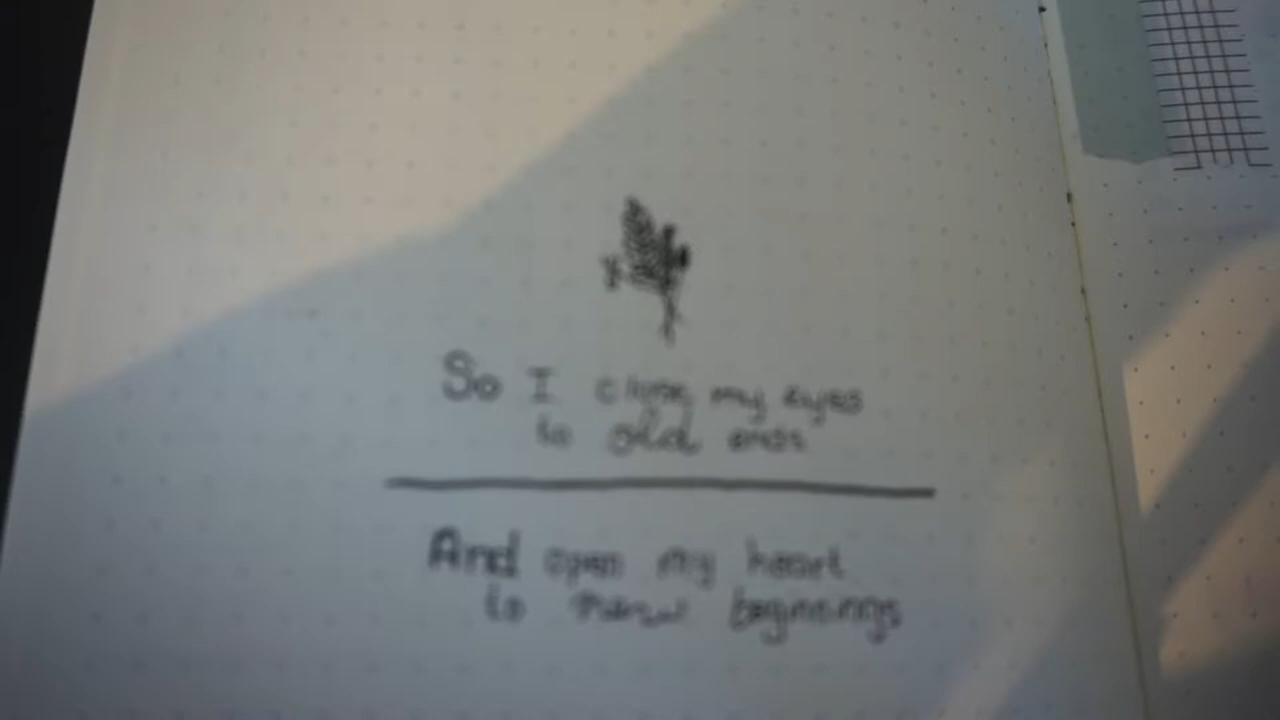 So I close my eyes
to old ends
And open my heart
to new beginnings